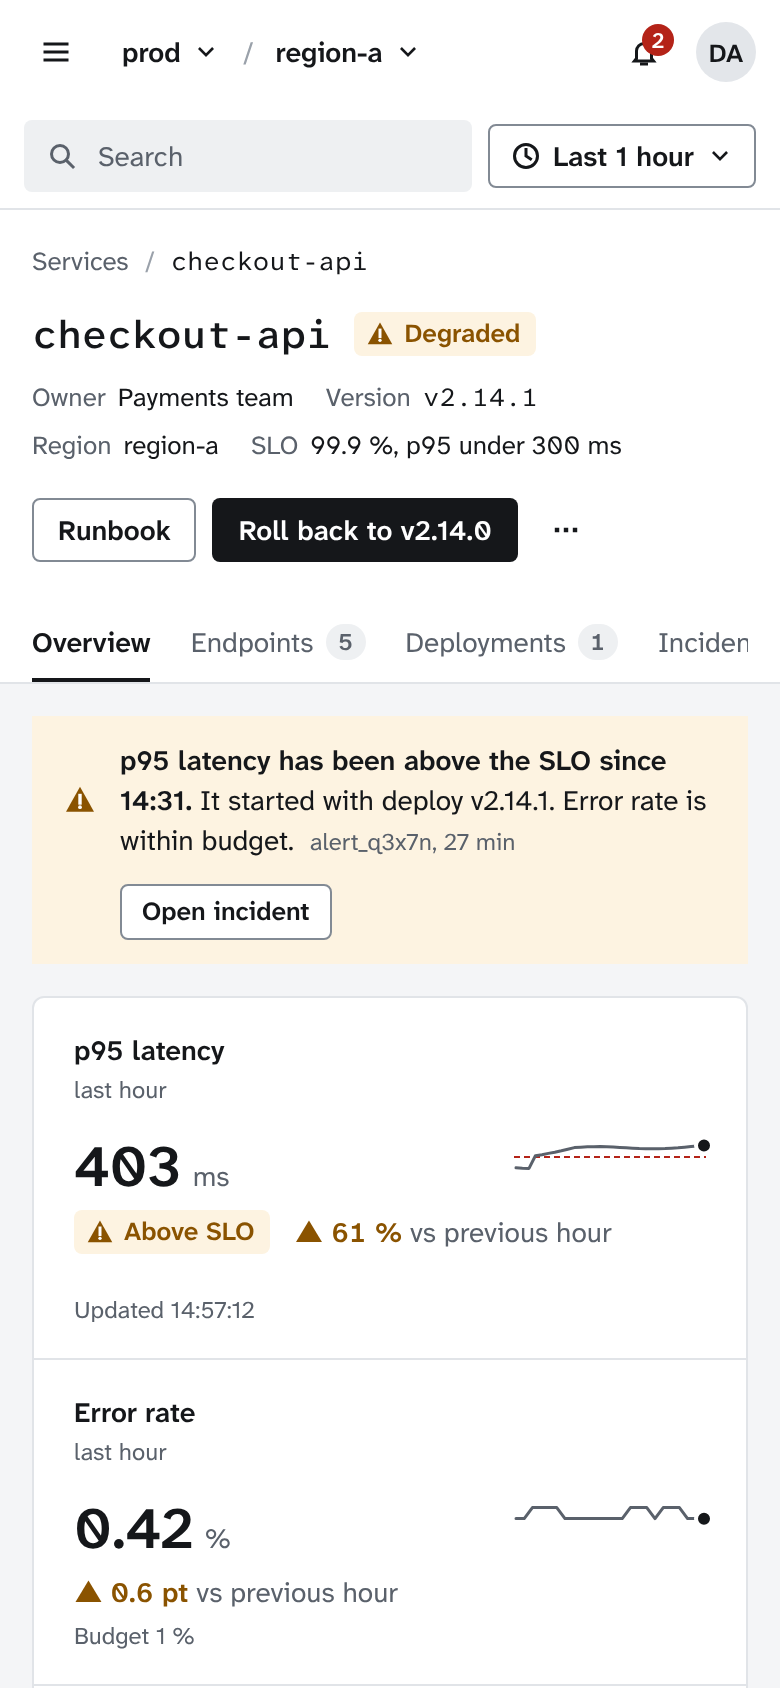 prod / region-a 2 DA
Search Last 1 hour
Services / checkout-api
checkout-api Degraded
Owner Payments team Version v2.14.1
Region region-a SLO 99.9 %, p95 under 300 ms
Runbook Roll back to v2.14.0 ···
Overview Endpoints 5 Deployments 1 Inciden
p95 latency has been above the SLO since
14:31. It started with deploy v2.14.1. Error rate is
within budget. alert_q3x7n, 27 min
Open incident
p95 latency
last hour
403 ms
Above SLO ▲ 61 % vs previous hour
Updated 14:57:12
Error rate
last hour
0.42 %
▲ 0.6 pt vs previous hour
Budget 1 %